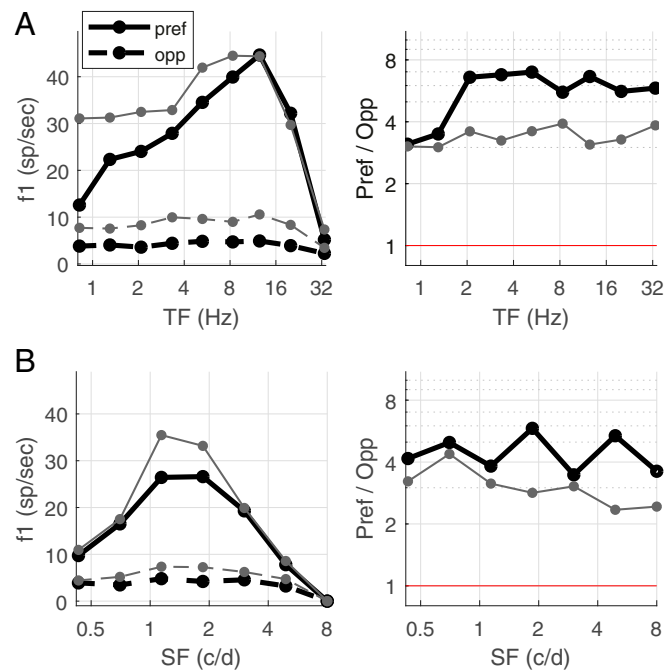 A
pref
opp
40
30
20
10
0
f1 (sp/sec)
1 2 4 8 16 32
TF (Hz)
8
4
2
1
Pref / Opp
1 2 4 8 16 32
TF (Hz)
B
40
30
20
10
0
f1 (sp/sec)
0.5 1 2 4 8
SF (c/d)
8
4
2
1
Pref / Opp
0.5 1 2 4 8
SF (c/d)